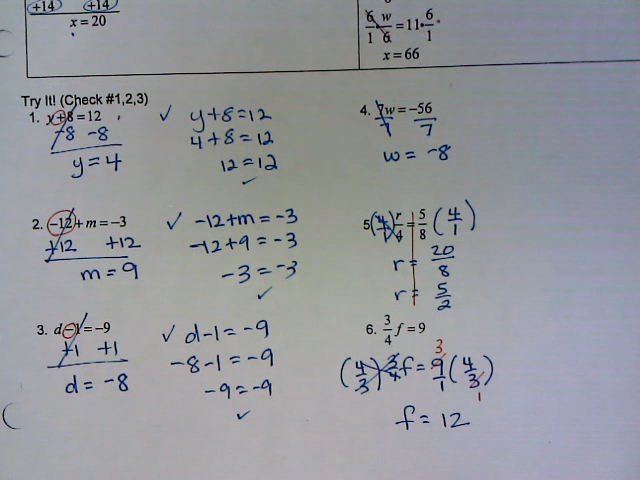 +14 +14
x = 20
6/1 w/6 = 11 • 6/1
x = 66
Try It! (Check #1,2,3)
1. y + 8 = 12
-8 -8
y = 4
✓ y + 8 = 12
4 + 8 = 12
12 = 12
✓
4. 7w = -56
7 7
w = -8
2. -12 + m = -3
+12 +12
m = 9
✓ -12 + m = -3
-12 + 9 = -3
-3 = -3
✓
5 (4/1) r/4 = 5/8 (4/1)
r = 20/8
r = 5/2
3. d - 1 = -9
+1 +1
d = -8
✓ d - 1 = -9
-8 - 1 = -9
-9 = -9
✓
6. 3/4 f = 9
(4/3) 3/4 f = 9/1 (4/3)
3 1
f = 12